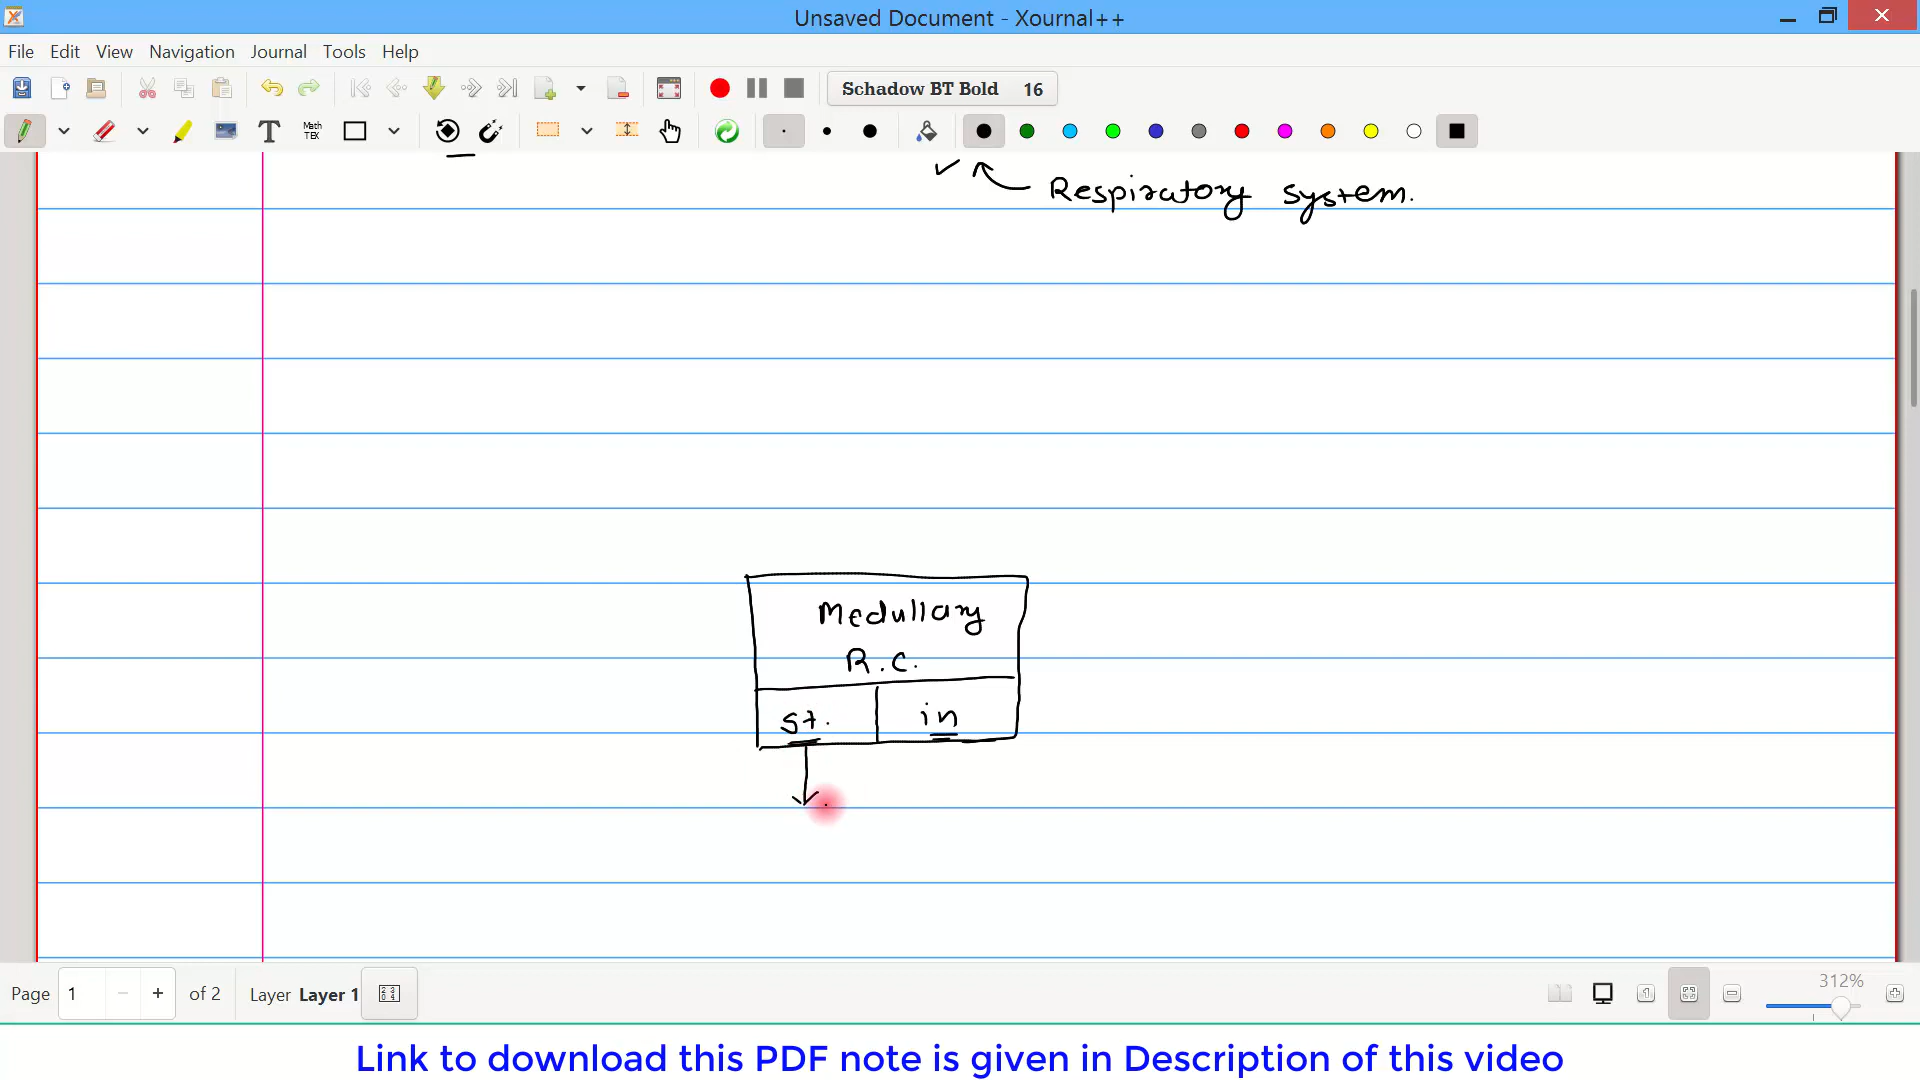 Unsaved Document - Xournal++
File Edit View Navigation Journal Tools Help
Schadow BT Bold 16
Math
TEX
Respiratory system.
Medullary
R.C.
st. in
Page 1 of 2 Layer Layer 1 312%
Link to download this PDF note is given in Description of this video